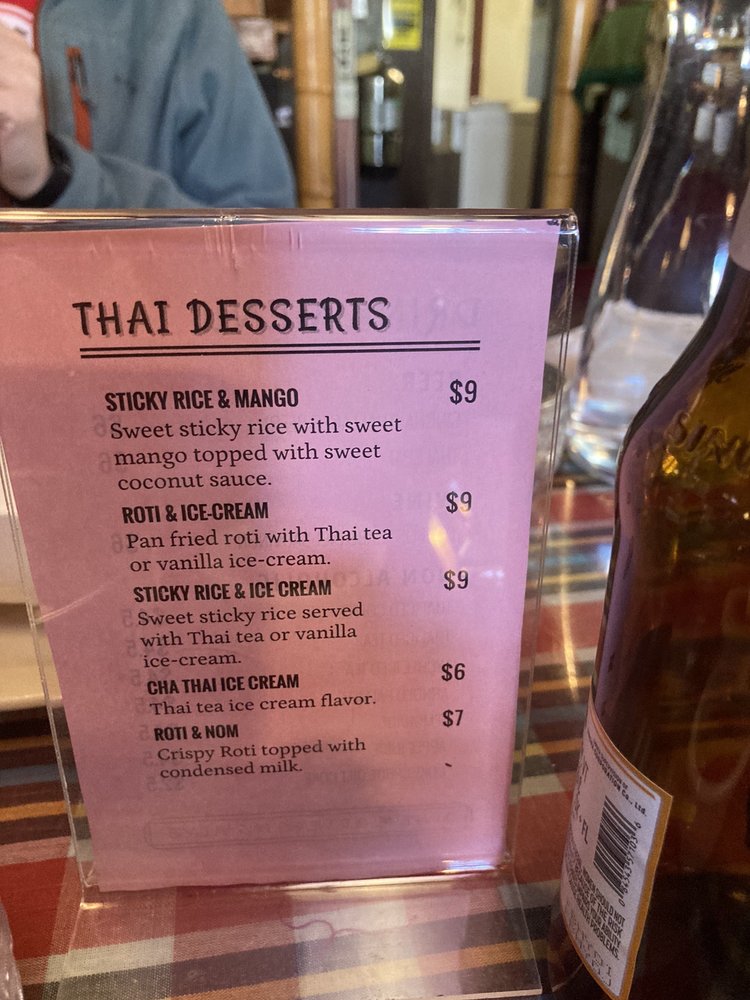 THAI DESSERTS
STICKY RICE & MANGO $9
Sweet sticky rice with sweet
mango topped with sweet
coconut sauce.
ROTI & ICE-CREAM $9
Pan fried roti with Thai tea
or vanilla ice-cream.
STICKY RICE & ICE CREAM $9
Sweet sticky rice served
with Thai tea or vanilla
ice-cream.
CHA THAI ICE CREAM $6
Thai tea ice cream flavor.
ROTI & NOM $7
Crispy Roti topped with
condensed milk.